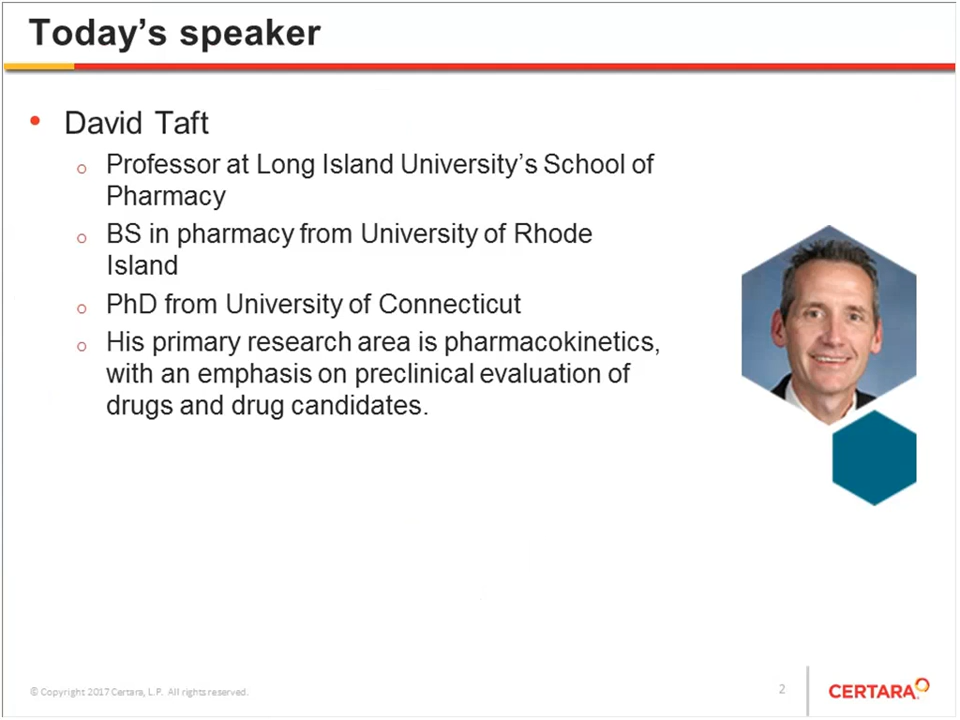 Today’s speaker
• David Taft
o Professor at Long Island University’s School of
Pharmacy
o BS in pharmacy from University of Rhode
Island
o PhD from University of Connecticut
o His primary research area is pharmacokinetics,
with an emphasis on preclinical evaluation of
drugs and drug candidates.
© Copyright 2017 Certara, L.P. All rights reserved.
2
CERTARA